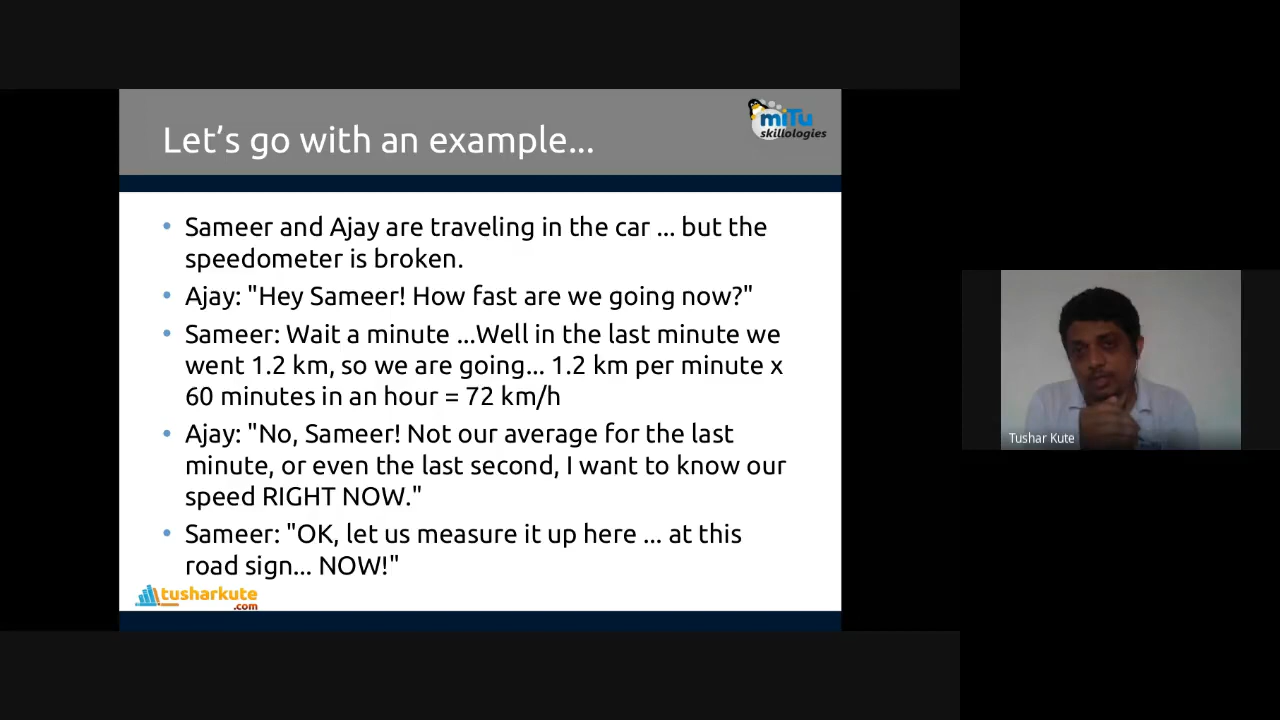 Let's go with an example...
miTu
skillologies
• Sameer and Ajay are traveling in the car ... but the
speedometer is broken.
• Ajay: "Hey Sameer! How fast are we going now?"
• Sameer: Wait a minute ...Well in the last minute we
went 1.2 km, so we are going... 1.2 km per minute x
60 minutes in an hour = 72 km/h
• Ajay: "No, Sameer! Not our average for the last
minute, or even the last second, I want to know our
speed RIGHT NOW."
• Sameer: "OK, let us measure it up here ... at this
road sign... NOW!"
tusharkute
.com
Tushar Kute